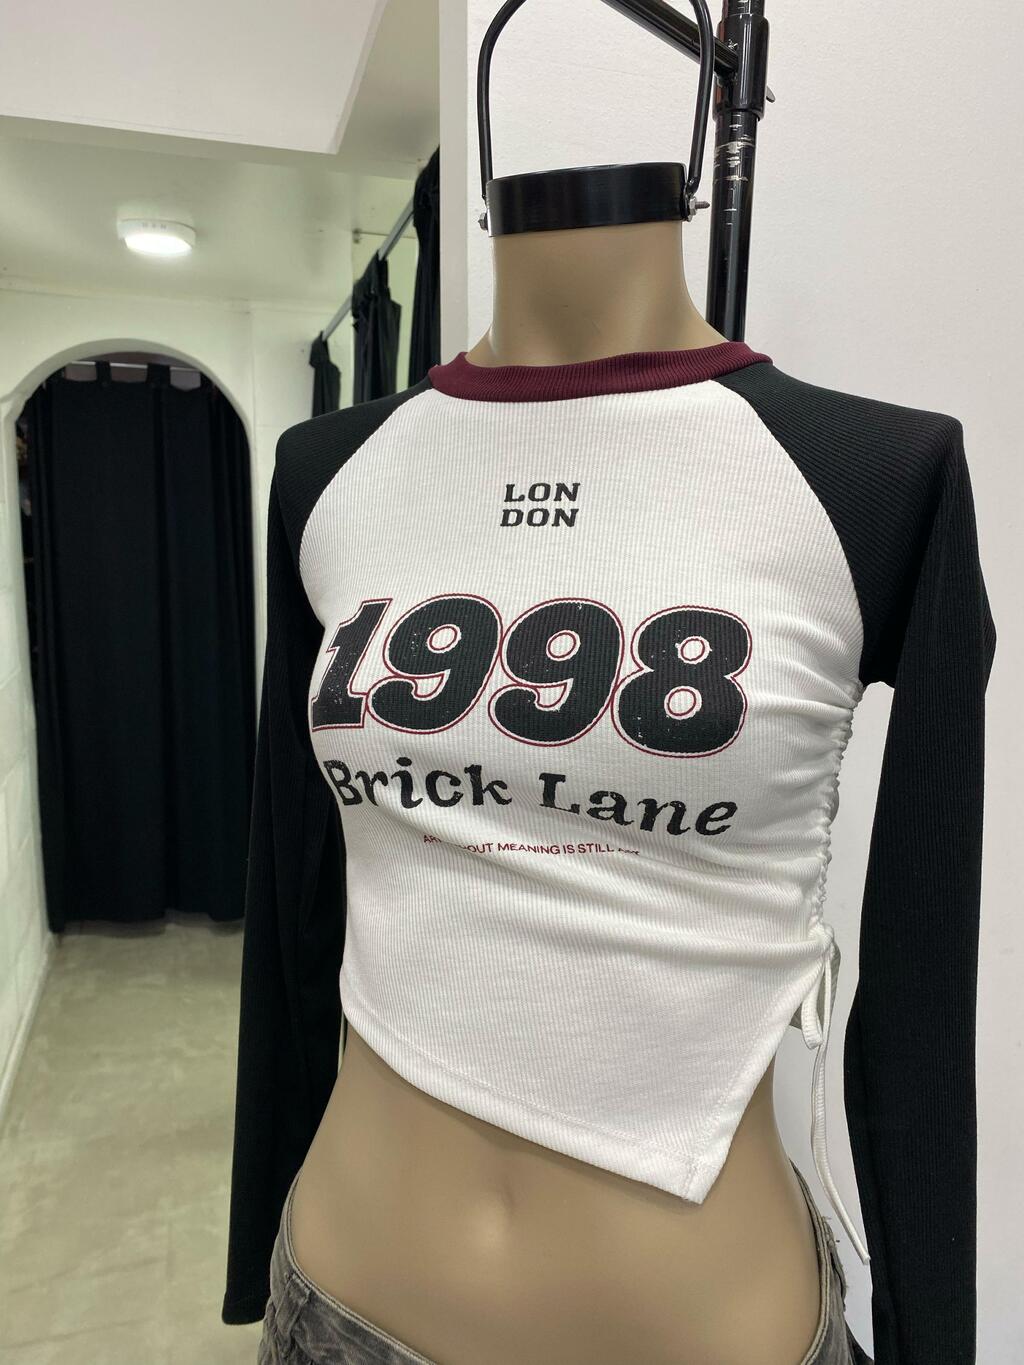 LON
DON
1998
Brick Lane
MEANING IS STILL